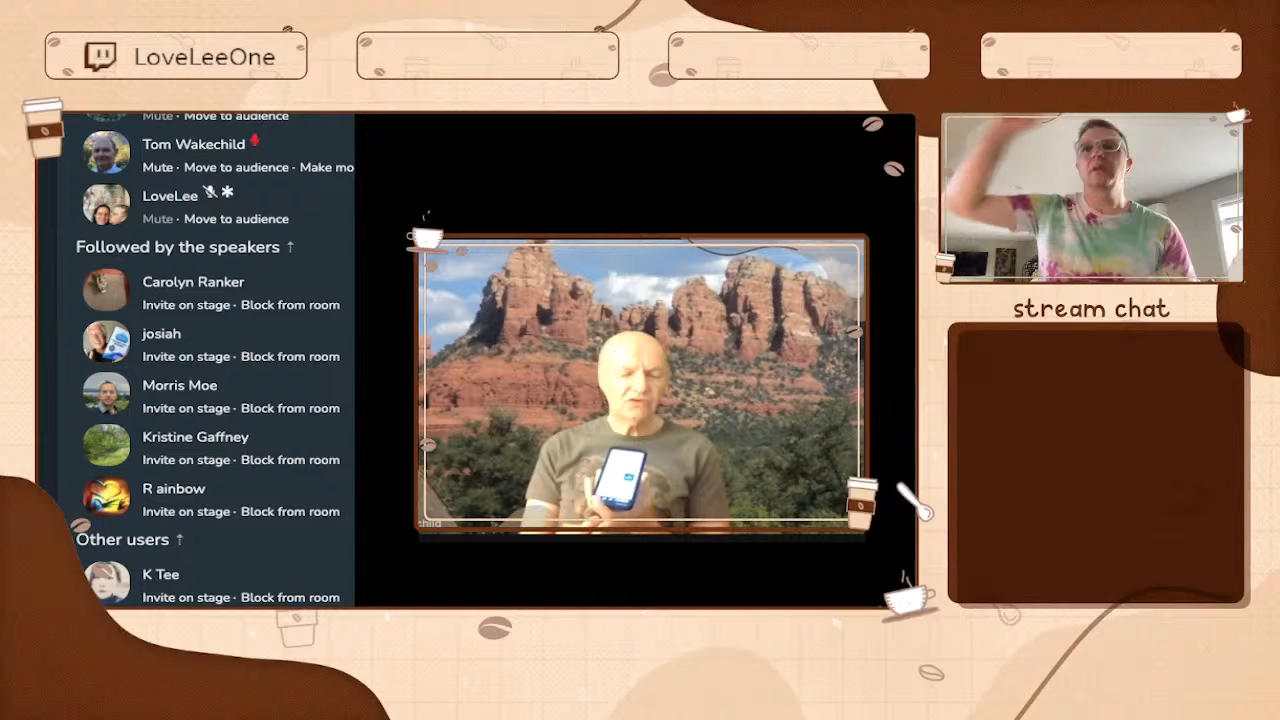 LoveLeeOne
Mute · Move to audience
Tom Wakechild
Mute · Move to audience · Make mo
LoveLee
Mute · Move to audience
Followed by the speakers ↑
Carolyn Ranker
Invite on stage · Block from room
josiah
Invite on stage · Block from room
Morris Moe
Invite on stage · Block from room
Kristine Gaffney
Invite on stage · Block from room
R ainbow
Invite on stage · Block from room
Other users ↑
K Tee
Invite on stage · Block from room
child
stream chat